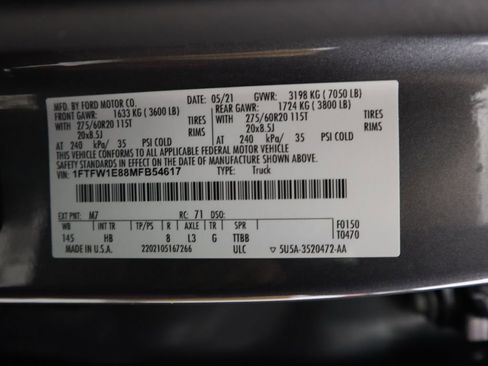 MFD. BY FORD MOTOR CO. DATE: 05/21 GVWR: 3198 KG (7050 LB)
FRONT GAWR: 1633 KG (3600 LB) REAR GAWR: 1724 KG (3800 LB)
WITH 275/60R20 115T TIRES WITH 275/60R20 115T TIRES
20x8.5J RIMS 20x8.5J RIMS
AT 240 kPa/ 35 PSI COLD AT 240 kPa/ 35 PSI COLD
THIS VEHICLE CONFORMS TO ALL APPLICABLE FEDERAL MOTOR VEHICLE
SAFETY STANDARDS IN EFFECT ON THE DATE OF MANUFACTURE SHOWN ABOVE.
VIN: 1FTFW1E88MFB54617 TYPE: Truck
EXT PNT: M7 RC: 71 DSO:
WB INT TR TP/PS R AXLE TR SPR F0150
145 HB 8 L3 G TTBB T0470
MADE IN U.S.A. 2202105167266 ULC ▽ 5U5A-3520472-AA